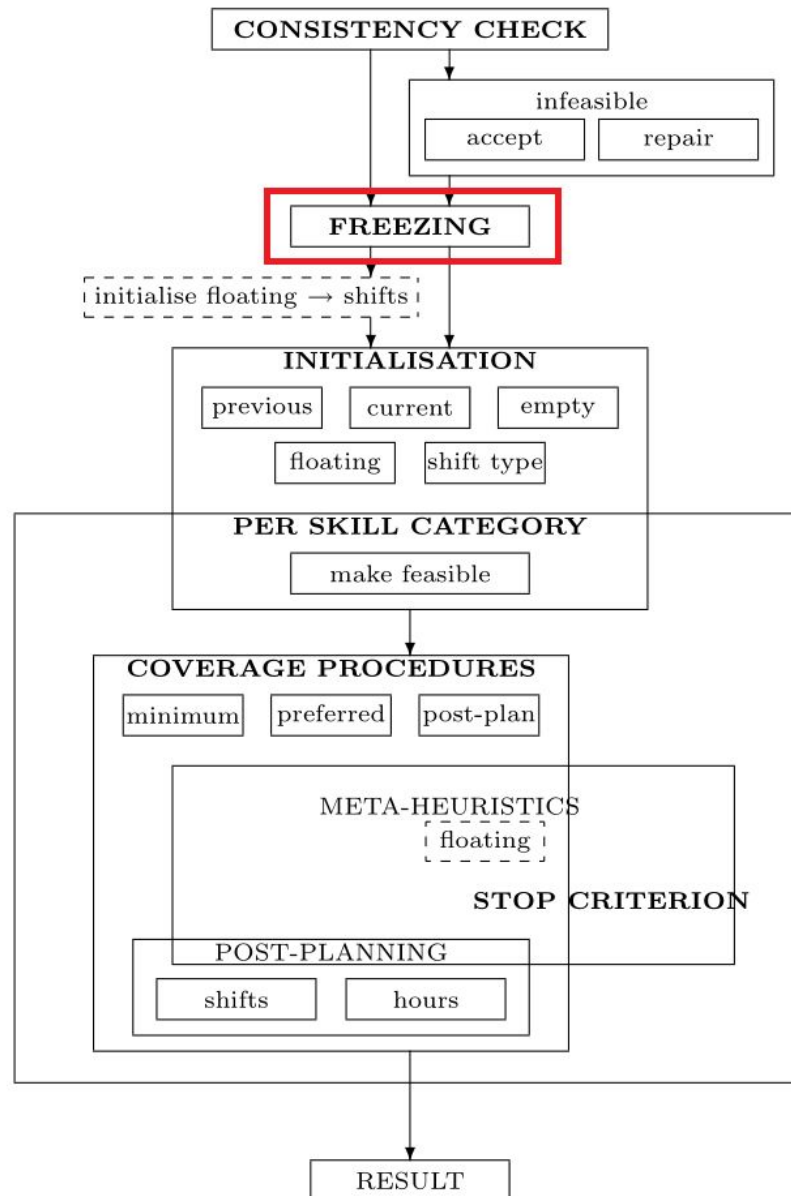 CONSISTENCY CHECK
infeasible
accept repair
FREEZING
initialise floating → shifts
INITIALISATION
previous current empty
floating shift type
PER SKILL CATEGORY
make feasible
COVERAGE PROCEDURES
minimum preferred post-plan
META-HEURISTICS
floating
STOP CRITERION
POST-PLANNING
shifts hours
RESULT